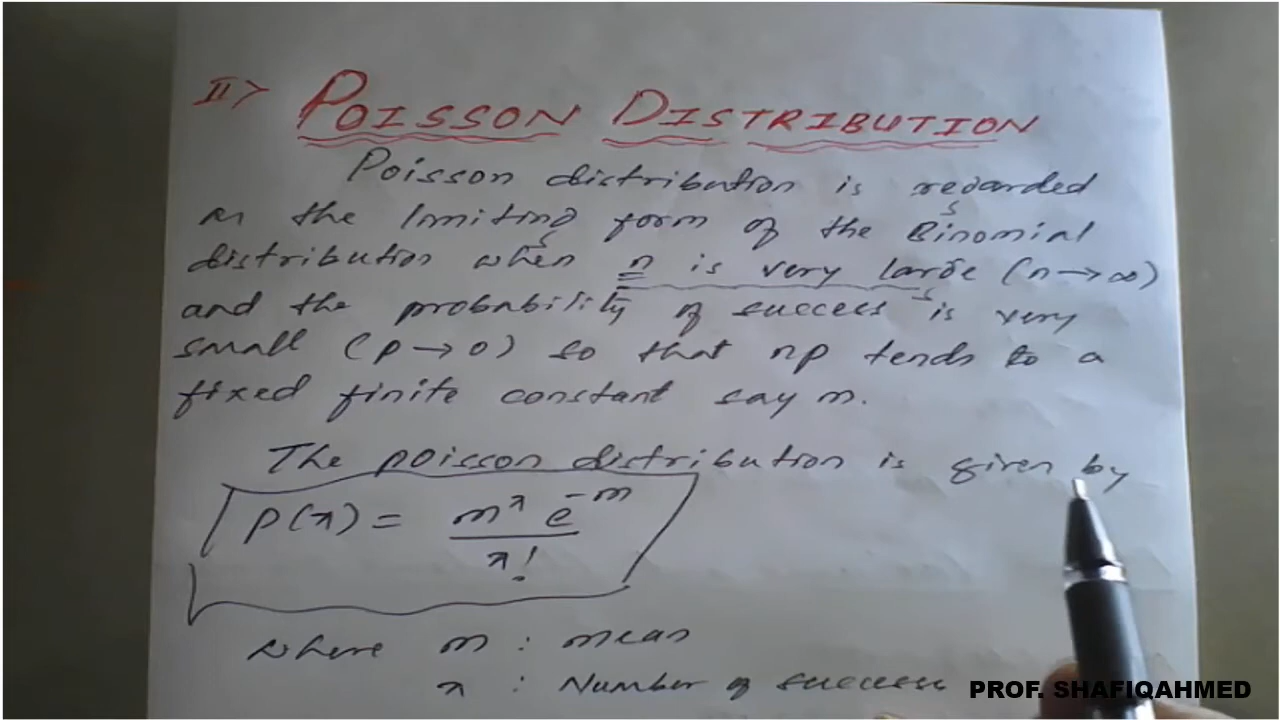 II> POISSON DISTRIBUTION
Poisson distribution is regarded
as the limiting form of the Binomial
distribution when n is very large (n→∞)
and the probability of success is very
small (p→0) so that np tends to a
fixed finite constant say m.
The poisson distribution is given by
P(x) = m^x e^-m / x!
where m : mean
x : Number of success
PROF. SHAFIQAHMED